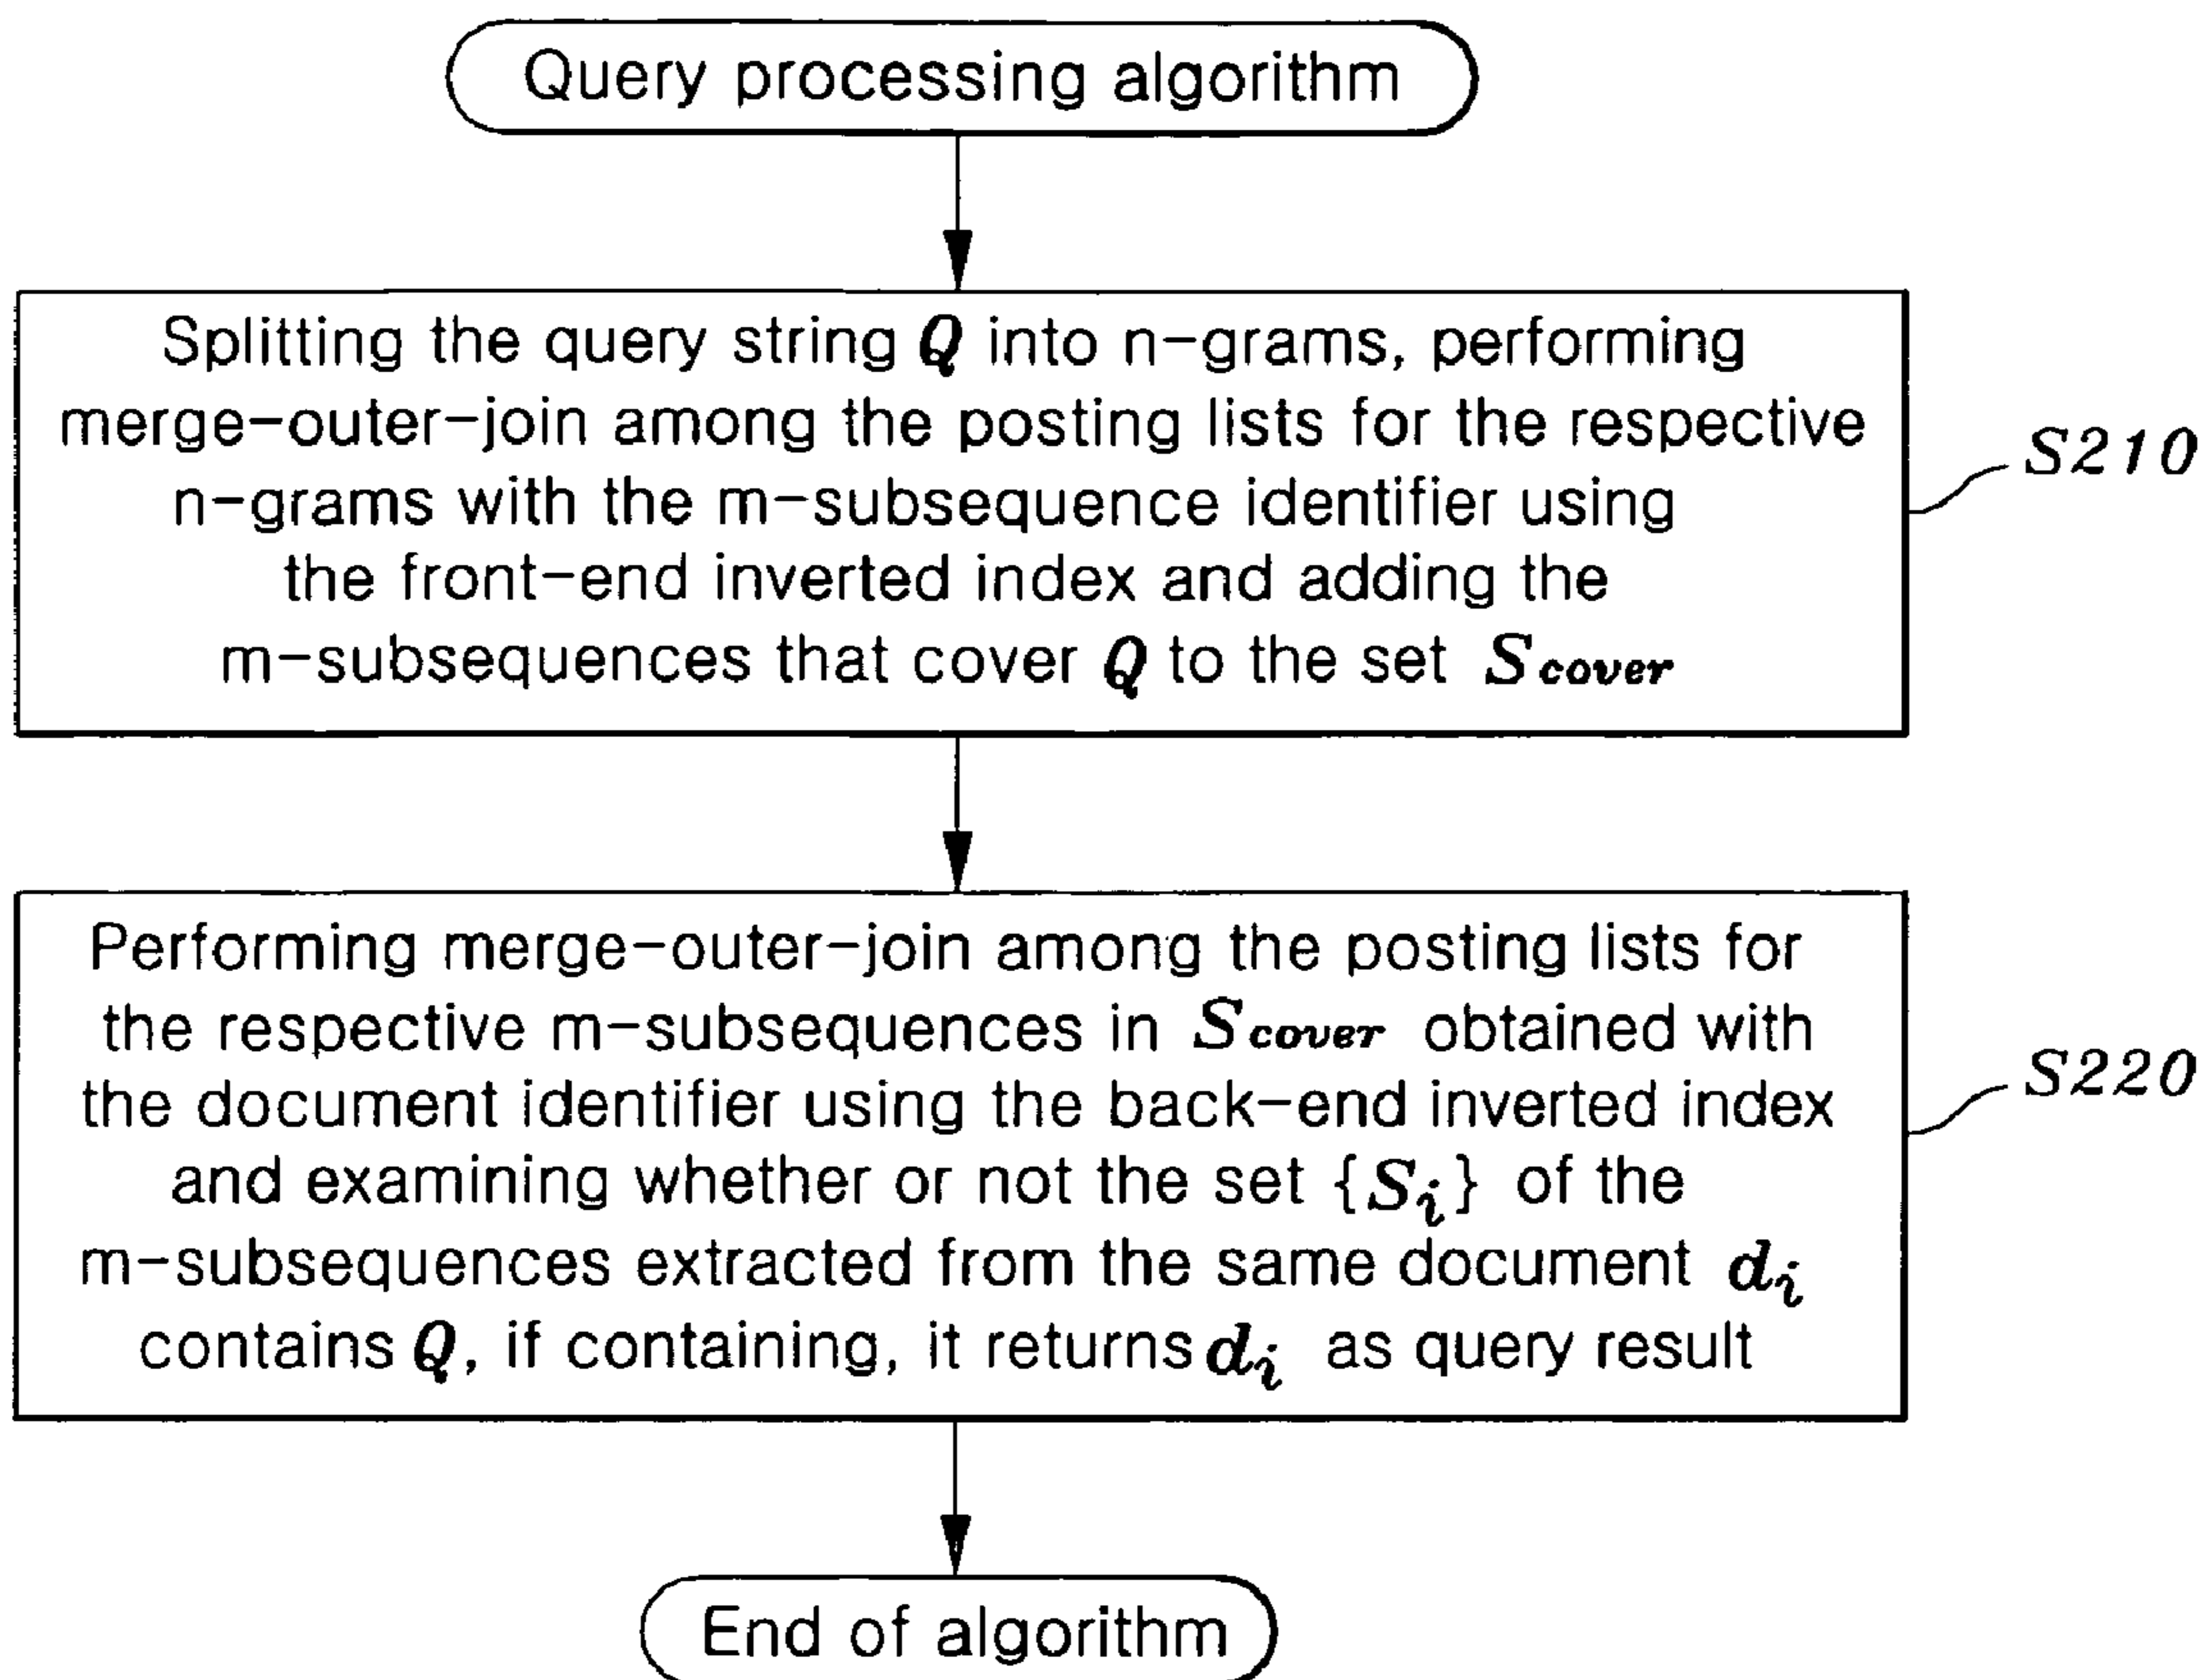 Query processing algorithm
Splitting the query string Q into n-grams, performing
merge-outer-join among the posting lists for the respective
n-grams with the m-subsequence identifier using
the front-end inverted index and adding the
m-subsequences that cover Q to the set Scover
S210
Performing merge-outer-join among the posting lists for
the respective m-subsequences in Scover obtained with
the document identifier using the back-end inverted index
and examining whether or not the set {Si} of the
m-subsequences extracted from the same document di
contains Q, if containing, it returns di as query result
S220
End of algorithm